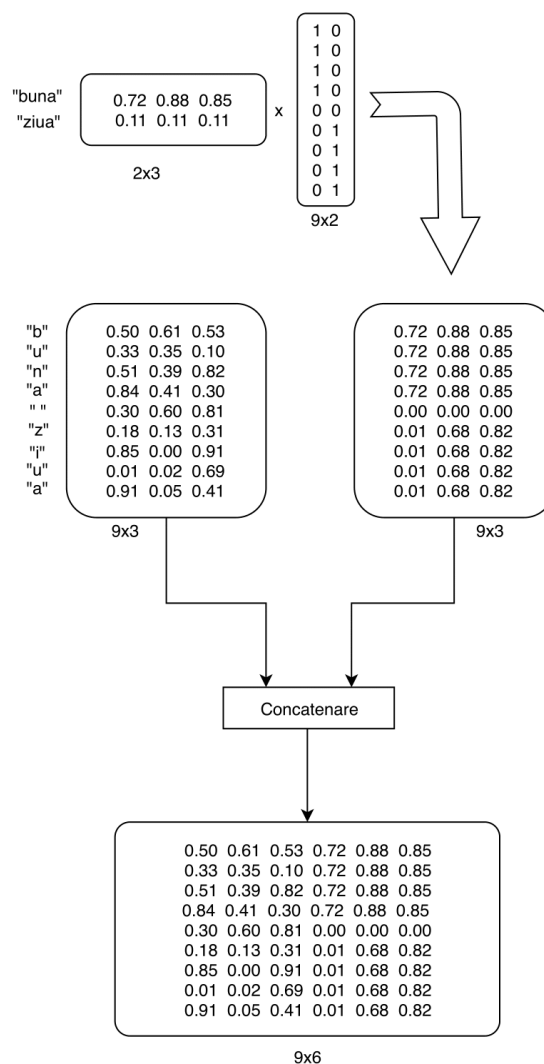 1 0
1 0
1 0
1 0
0 0
0 1
0 1
0 1
0 1
"buna" 0.72 0.88 0.85
"ziua" 0.11 0.11 0.11
x
2x3
9x2
"b" 0.50 0.61 0.53
"u" 0.33 0.35 0.10
"n" 0.51 0.39 0.82
"a" 0.84 0.41 0.30
" " 0.30 0.60 0.81
"z" 0.18 0.13 0.31
"i" 0.85 0.00 0.91
"u" 0.01 0.02 0.69
"a" 0.91 0.05 0.41
9x3
0.72 0.88 0.85
0.72 0.88 0.85
0.72 0.88 0.85
0.72 0.88 0.85
0.00 0.00 0.00
0.01 0.68 0.82
0.01 0.68 0.82
0.01 0.68 0.82
0.01 0.68 0.82
9x3
Concatenare
0.50 0.61 0.53 0.72 0.88 0.85
0.33 0.35 0.10 0.72 0.88 0.85
0.51 0.39 0.82 0.72 0.88 0.85
0.84 0.41 0.30 0.72 0.88 0.85
0.30 0.60 0.81 0.00 0.00 0.00
0.18 0.13 0.31 0.01 0.68 0.82
0.85 0.00 0.91 0.01 0.68 0.82
0.01 0.02 0.69 0.01 0.68 0.82
0.91 0.05 0.41 0.01 0.68 0.82
9x6